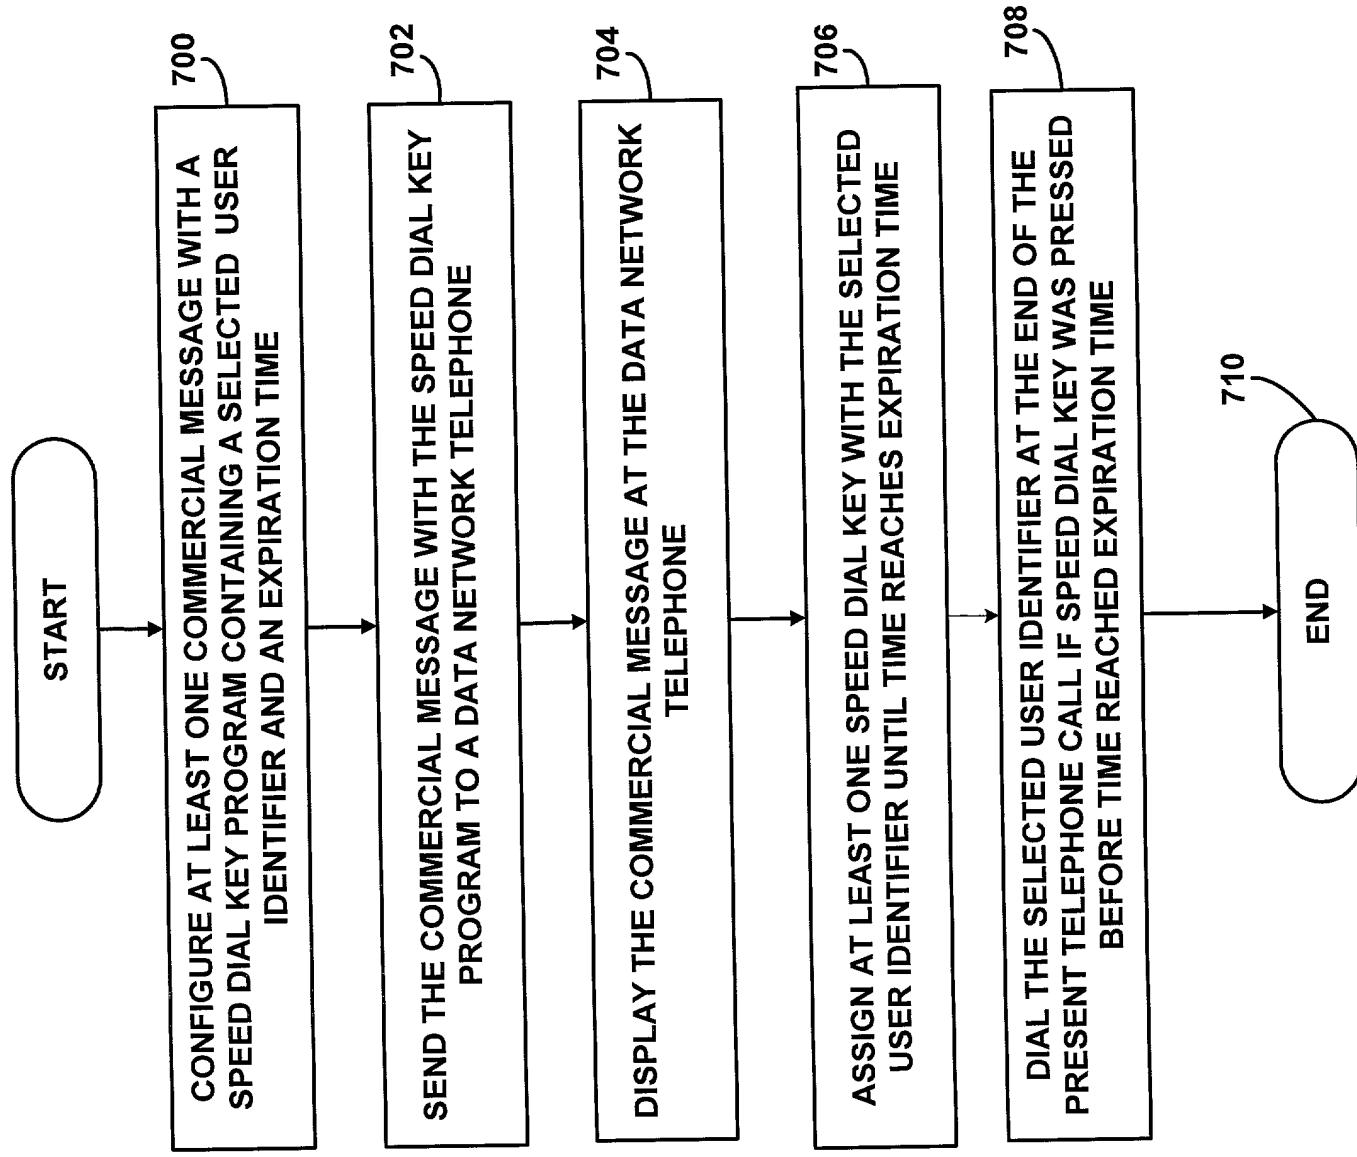 START
700
CONFIGURE AT LEAST ONE COMMERCIAL MESSAGE WITH A
SPEED DIAL KEY PROGRAM CONTAINING A SELECTED USER
IDENTIFIER AND AN EXPIRATION TIME
702
SEND THE COMMERCIAL MESSAGE WITH THE SPEED DIAL KEY
PROGRAM TO A DATA NETWORK TELEPHONE
704
DISPLAY THE COMMERCIAL MESSAGE AT THE DATA NETWORK
TELEPHONE
706
ASSIGN AT LEAST ONE SPEED DIAL KEY WITH THE SELECTED
USER IDENTIFIER UNTIL TIME REACHES EXPIRATION TIME
708
DIAL THE SELECTED USER IDENTIFIER AT THE END OF THE
PRESENT TELEPHONE CALL IF SPEED DIAL KEY WAS PRESSED
BEFORE TIME REACHED EXPIRATION TIME
710
END